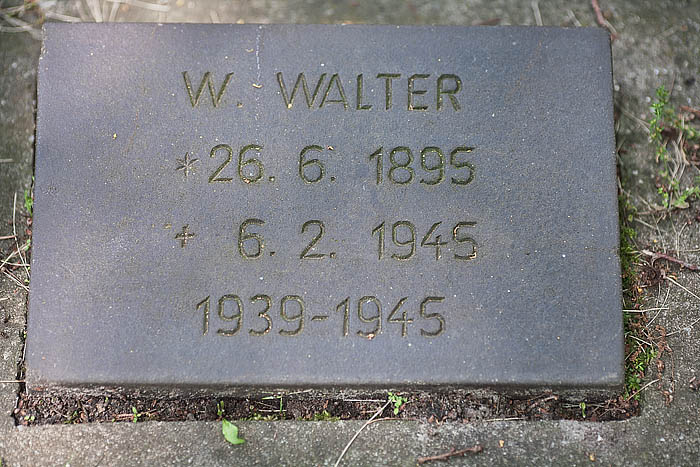 W. WALTER
* 26. 6. 1895
+ 6. 2. 1945
1939-1945